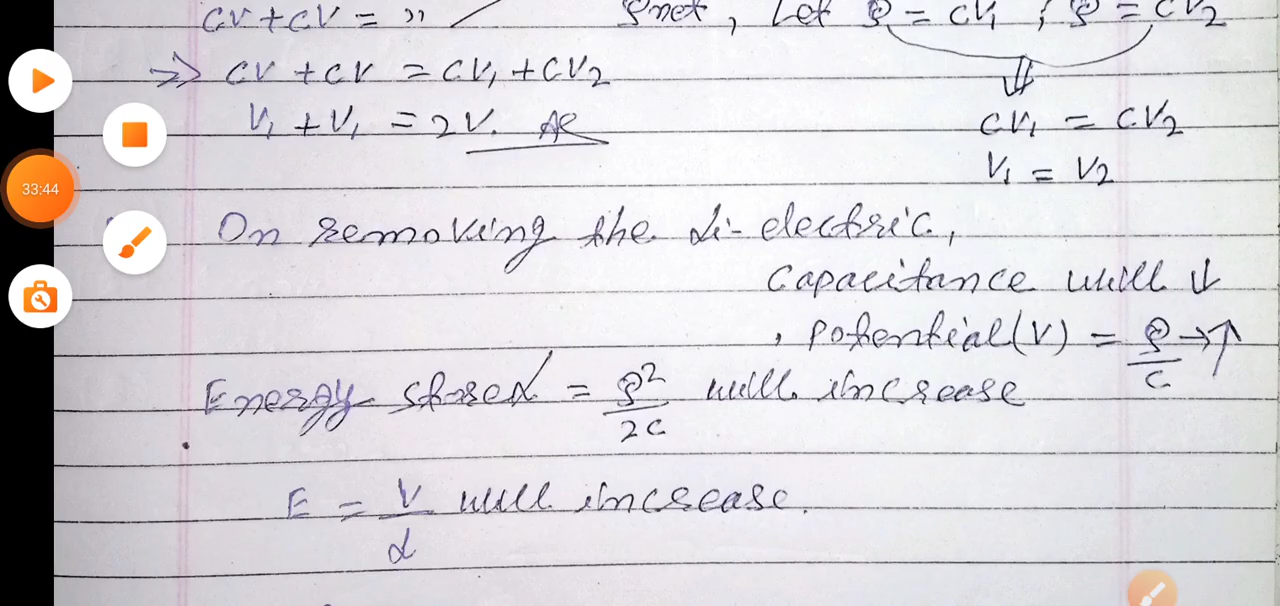 CV + CV = " Qnet, Let Q = CV1 ; Q = CV2
=> CV + CV = CV1 + CV2
V1 + V1 = 2V. CV1 = CV2
V1 = V2
33:44
On removing the di-electric,
Capacitance will ↓
, Potential (V) = Q/C → ↑
Energy stored = Q²/2C will increase
E = V/d will increase.